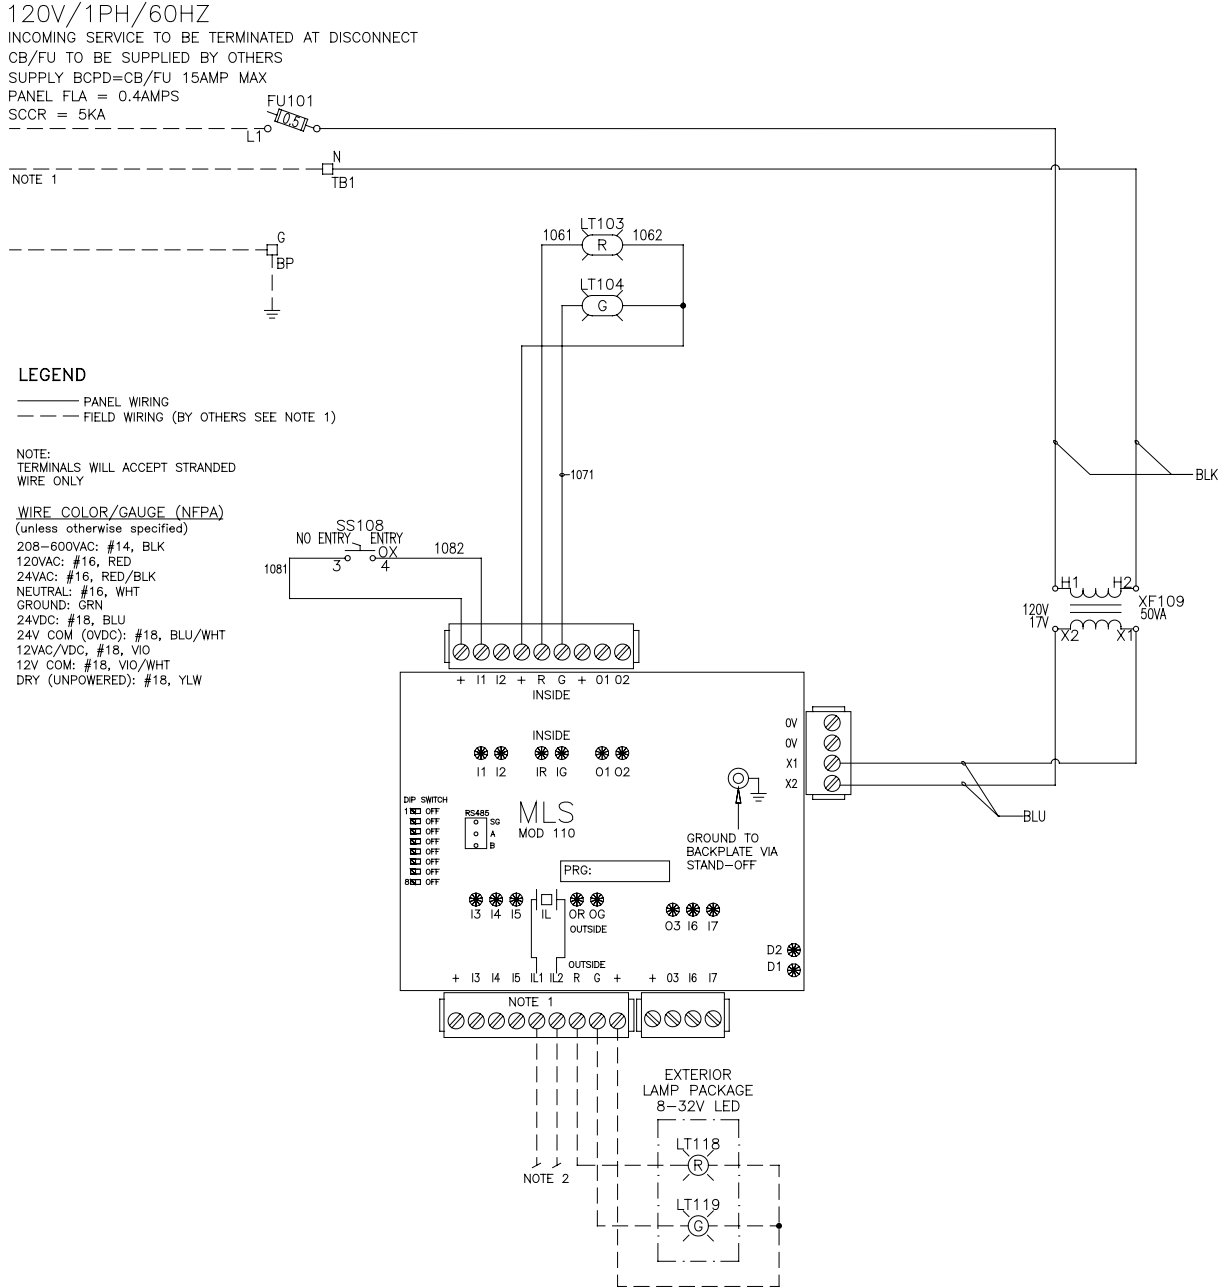 120V/1PH/60HZ
INCOMING SERVICE TO BE TERMINATED AT DISCONNECT
CB/FU TO BE SUPPLIED BY OTHERS
SUPPLY BCPD=CB/FU 15AMP MAX
PANEL FLA = 0.4AMPS
SCCR = 5KA
FU101
0.5
L1
N
TB1
NOTE 1
G
BP
LT103
1061
R
1062
LT104
G
LEGEND
PANEL WIRING
FIELD WIRING (BY OTHERS SEE NOTE 1)
NOTE:
TERMINALS WILL ACCEPT STRANDED
WIRE ONLY
WIRE COLOR/GAUGE (NFPA)
(unless otherwise specified)
208-600VAC: #14, BLK
120VAC: #16, RED
24VAC: #16, RED/BLK
NEUTRAL: #16, WHT
GROUND: GRN
24VDC: #18, BLU
24V COM (0VDC): #18, BLU/WHT
12VAC/VDC, #18, VIO
12V COM: #18, VIO/WHT
DRY (UNPOWERED): #18, YLW
1071
BLK
SS108
NO ENTRY ENTRY
OX
1081
3 4
1082
H1 H2
XF109
50VA
120V
17V
X2 X1
+ I1 I2 + R G + O1 O2
INSIDE
INSIDE
I1 I2 IR IG O1 O2
0V
0V
X1
X2
BLU
DIP SWITCH
1 OFF
OFF
OFF
OFF
OFF
OFF
OFF
8 OFF
RS485
SG
A
B
MLS
MOD 110
GROUND TO
BACKPLATE VIA
STAND-OFF
PRG:
I3 I4 I5 IL OR OG
OUTSIDE
O3 I6 I7
D2
D1
OUTSIDE
+ I3 I4 I5 IL1 IL2 R G + + O3 I6 I7
NOTE 1
NOTE 2
EXTERIOR
LAMP PACKAGE
8-32V LED
LT118
R
LT119
G